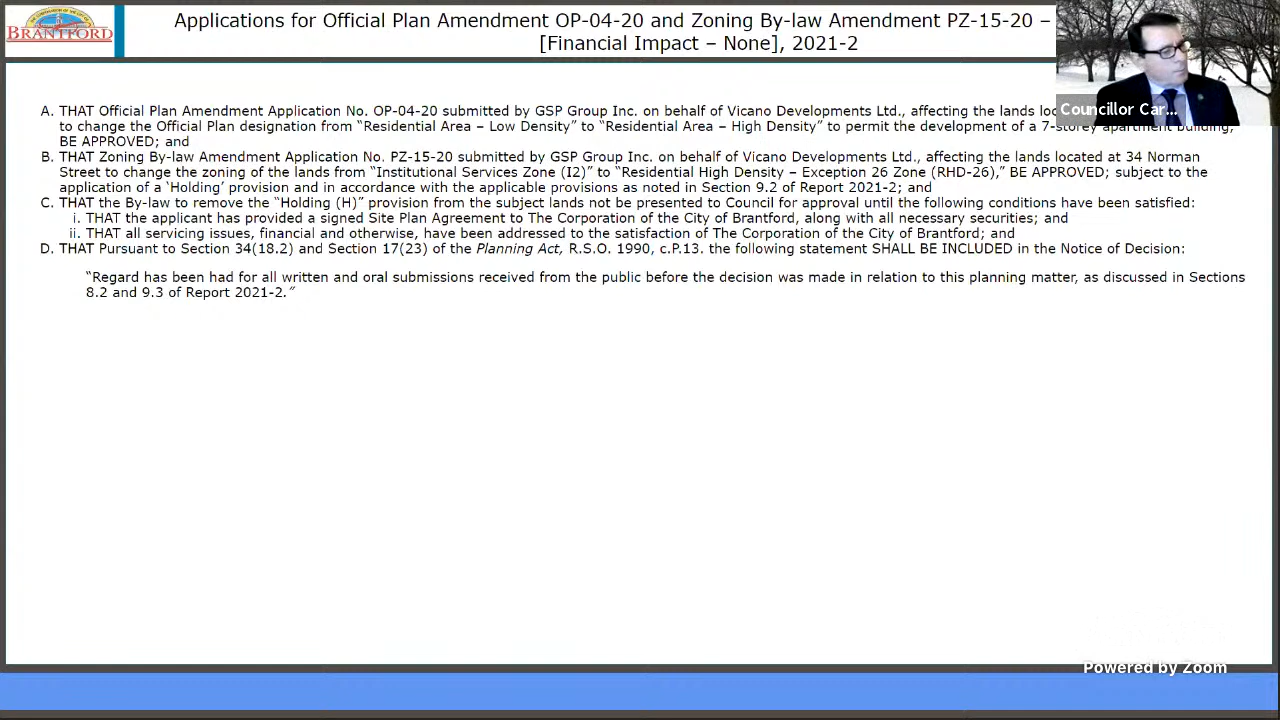 BRANTFORD
Applications for Official Plan Amendment OP-04-20 and Zoning By-law Amendment PZ-15-20 –
[Financial Impact – None], 2021-2
Councillor Car...
A. THAT Official Plan Amendment Application No. OP-04-20 submitted by GSP Group Inc. on behalf of Vicano Developments Ltd., affecting the lands
to change the Official Plan designation from “Residential Area – Low Density” to “Residential Area – High Density” to permit the development of a 7-storey apartment building,
BE APPROVED; and
B. THAT Zoning By-law Amendment Application No. PZ-15-20 submitted by GSP Group Inc. on behalf of Vicano Developments Ltd., affecting the lands located at 34 Norman
Street to change the zoning of the lands from “Institutional Services Zone (I2)” to “Residential High Density – Exception 26 Zone (RHD-26),” BE APPROVED; subject to the
application of a ‘Holding’ provision and in accordance with the applicable provisions as noted in Section 9.2 of Report 2021-2; and
C. THAT the By-law to remove the “Holding (H)” provision from the subject lands not be presented to Council for approval until the following conditions have been satisfied:
i. THAT the applicant has provided a signed Site Plan Agreement to The Corporation of the City of Brantford, along with all necessary securities; and
ii. THAT all servicing issues, financial and otherwise, have been addressed to the satisfaction of The Corporation of the City of Brantford; and
D. THAT Pursuant to Section 34(18.2) and Section 17(23) of the Planning Act, R.S.O. 1990, c.P.13. the following statement SHALL BE INCLUDED in the Notice of Decision:
“Regard has been had for all written and oral submissions received from the public before the decision was made in relation to this planning matter, as discussed in Sections
8.2 and 9.3 of Report 2021-2.”
Powered by Zoom